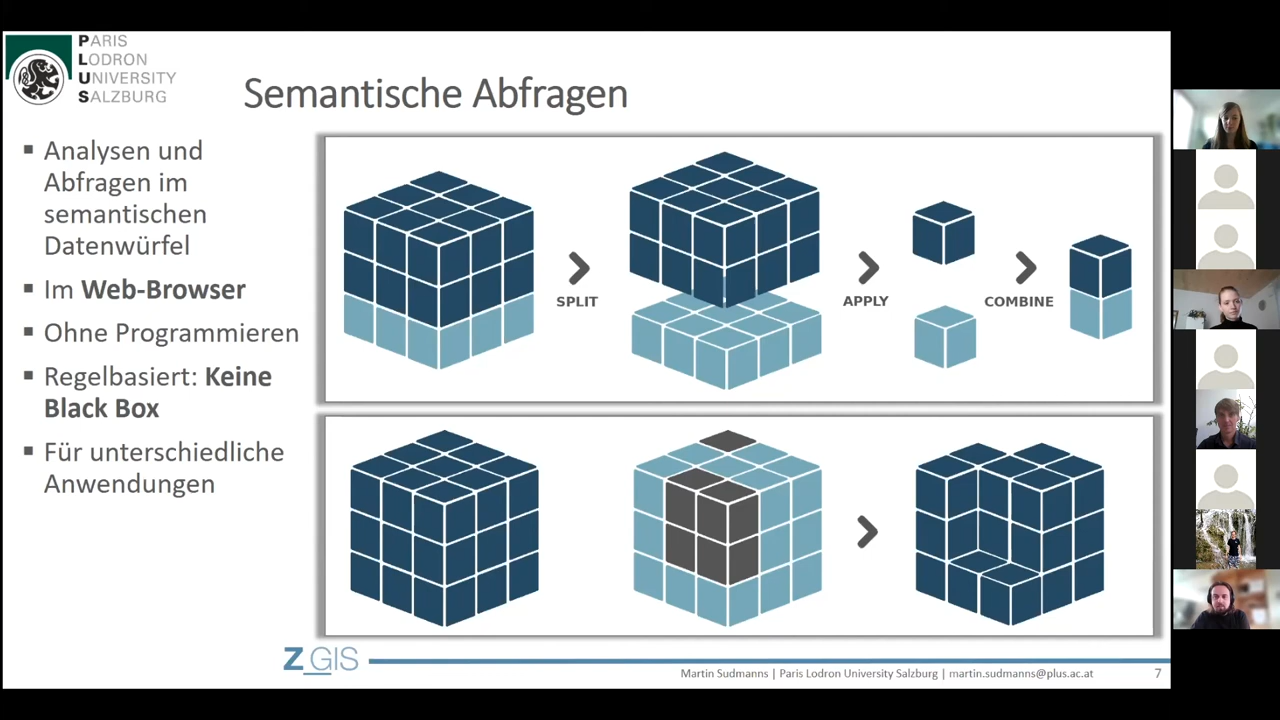 PARIS
LODRON
UNIVERSITY
SALZBURG
Semantische Abfragen
▪ Analysen und
Abfragen im
semantischen
Datenwürfel
▪ Im Web-Browser
▪ Ohne Programmieren
▪ Regelbasiert: Keine
Black Box
▪ Für unterschiedliche
Anwendungen
SPLIT
APPLY
COMBINE
Z_GIS
Martin Sudmanns | Paris Lodron University Salzburg | martin.sudmanns@plus.ac.at
7